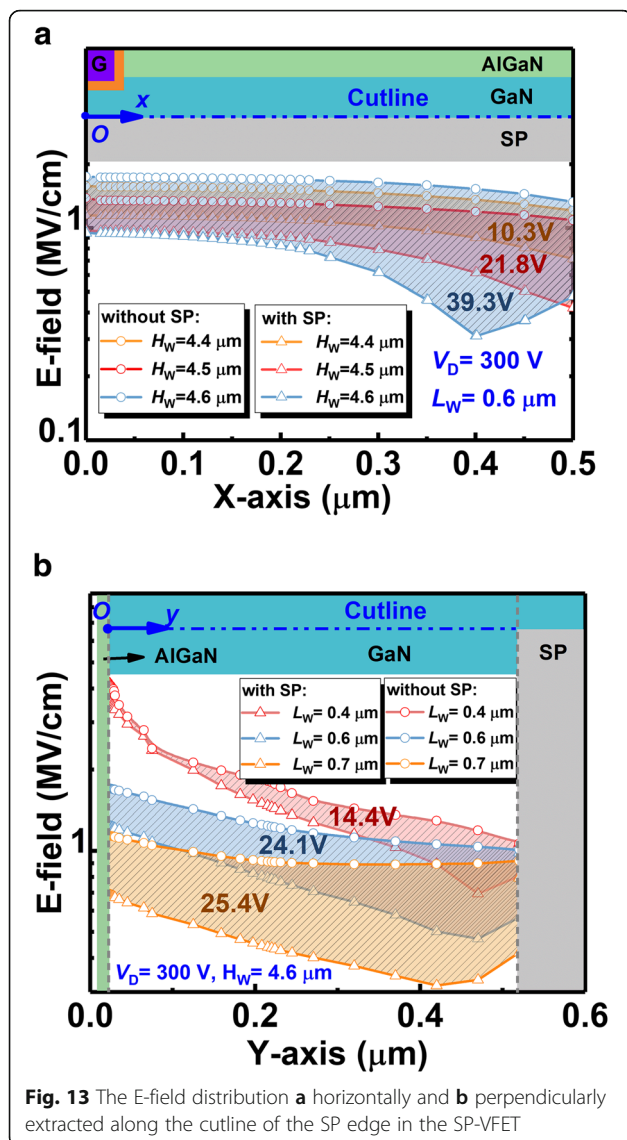 a
G
AlGaN
x
Cutline
GaN
O
SP
E-field (MV/cm)
1
0.1
10.3V
21.8V
39.3V
without SP:
HW=4.4 μm
HW=4.5 μm
HW=4.6 μm
with SP:
HW=4.4 μm
HW=4.5 μm
HW=4.6 μm
VD= 300 V
LW= 0.6 μm
0.0 0.1 0.2 0.3 0.4 0.5
X-axis (μm)
b
O
y
Cutline
AlGaN
GaN
SP
with SP:
LW= 0.4 μm
LW= 0.6 μm
LW= 0.7 μm
without SP:
LW= 0.4 μm
LW= 0.6 μm
LW= 0.7 μm
E-field (MV/cm)
1
14.4V
24.1V
25.4V
VD= 300 V, HW= 4.6 μm
0.0 0.2 0.4 0.6
Y-axis (μm)
Fig. 13 The E-field distribution a horizontally and b perpendicularly
extracted along the cutline of the SP edge in the SP-VFET